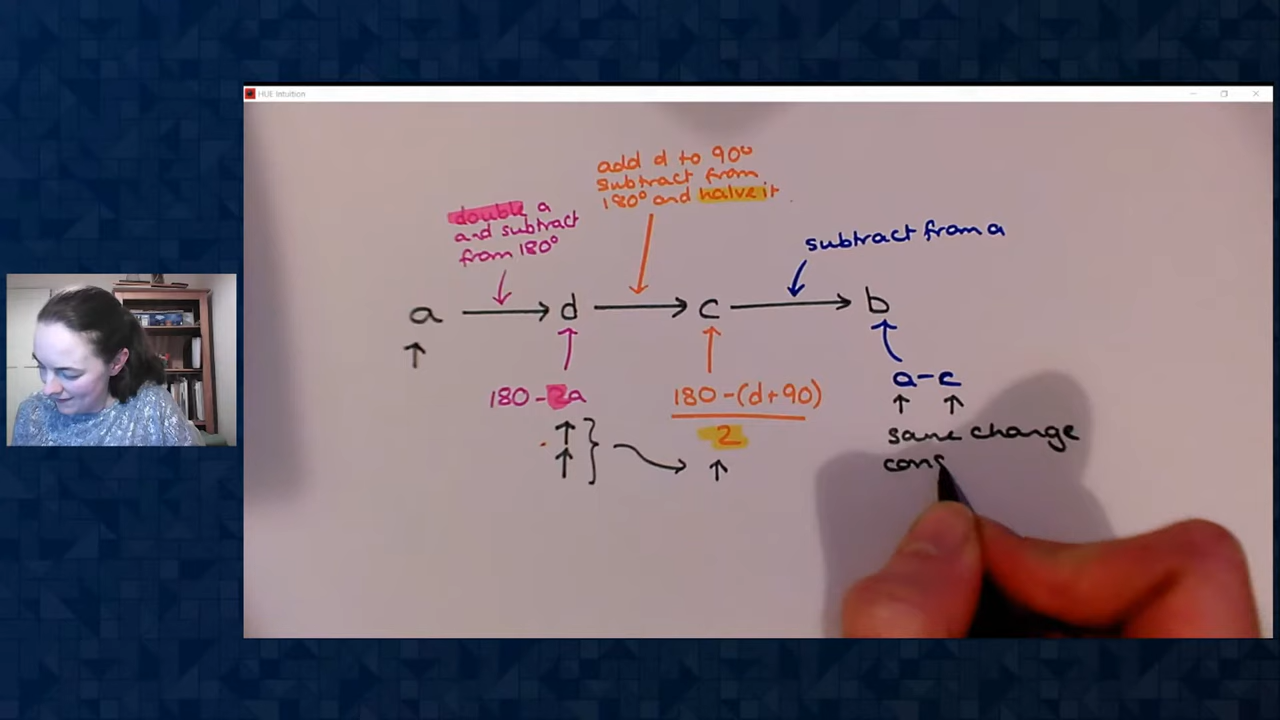 HUE Intuition
add d to 90°
subtract from
180° and halve it
double a
and subtract
from 180°
subtract from a
a d c b
180-2a
180-(d+90)
2
a-c
same change
cons